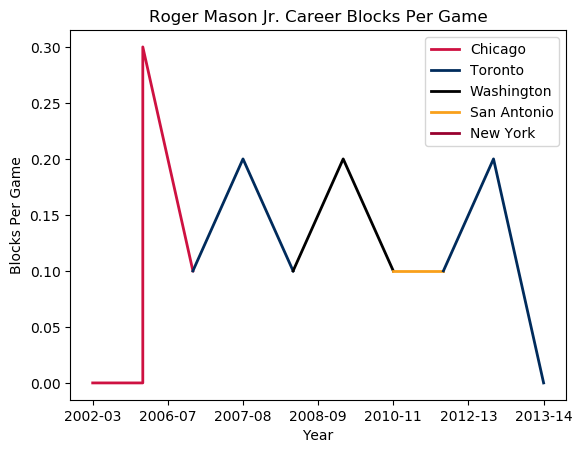 Roger Mason Jr. Career Blocks Per Game
Chicago
Toronto
Washington
San Antonio
New York
0.30
0.25
0.20
0.15
0.10
0.05
0.00
Blocks Per Game
2002-03 2006-07 2007-08 2008-09 2010-11 2012-13 2013-14
Year